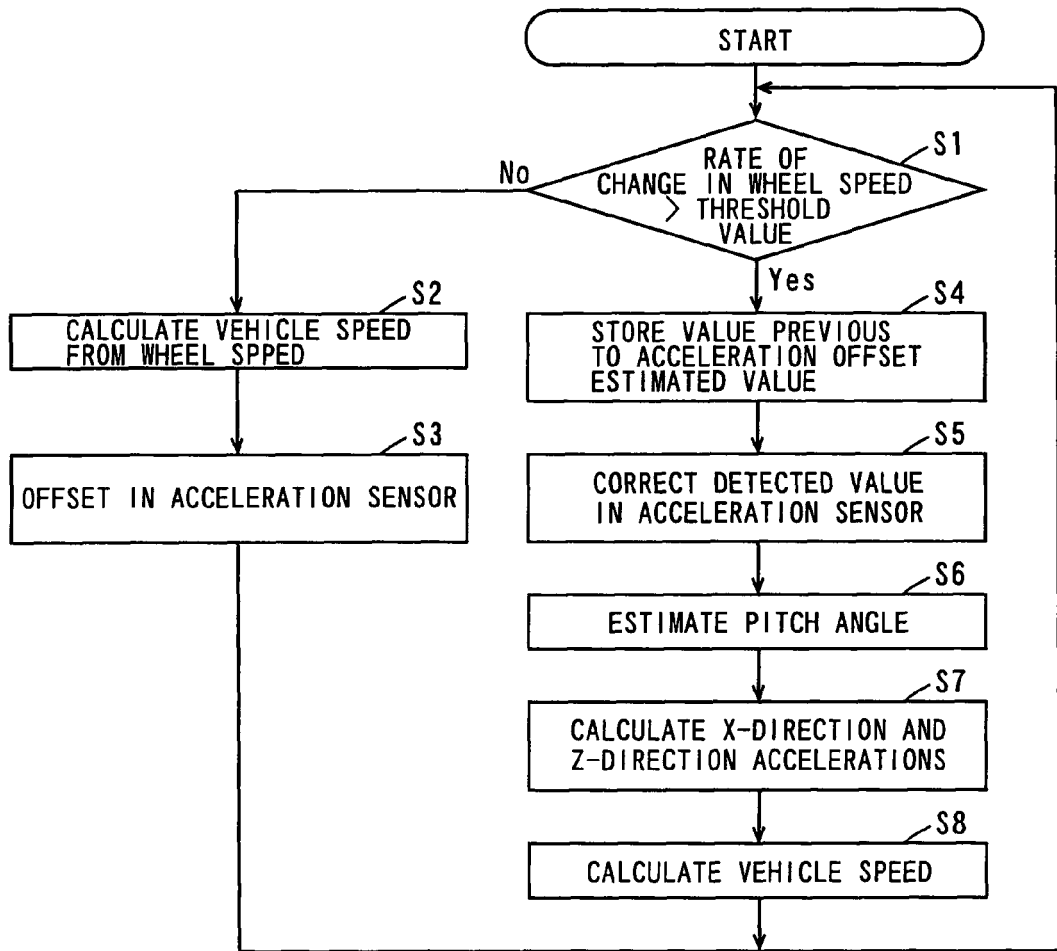 START
S1
RATE OF
CHANGE IN WHEEL SPEED
> THRESHOLD
VALUE
No
Yes
S2
CALCULATE VEHICLE SPEED
FROM WHEEL SPPED
S3
OFFSET IN ACCELERATION SENSOR
S4
STORE VALUE PREVIOUS
TO ACCELERATION OFFSET
ESTIMATED VALUE
S5
CORRECT DETECTED VALUE
IN ACCELERATION SENSOR
S6
ESTIMATE PITCH ANGLE
S7
CALCULATE X-DIRECTION AND
Z-DIRECTION ACCELERATIONS
S8
CALCULATE VEHICLE SPEED